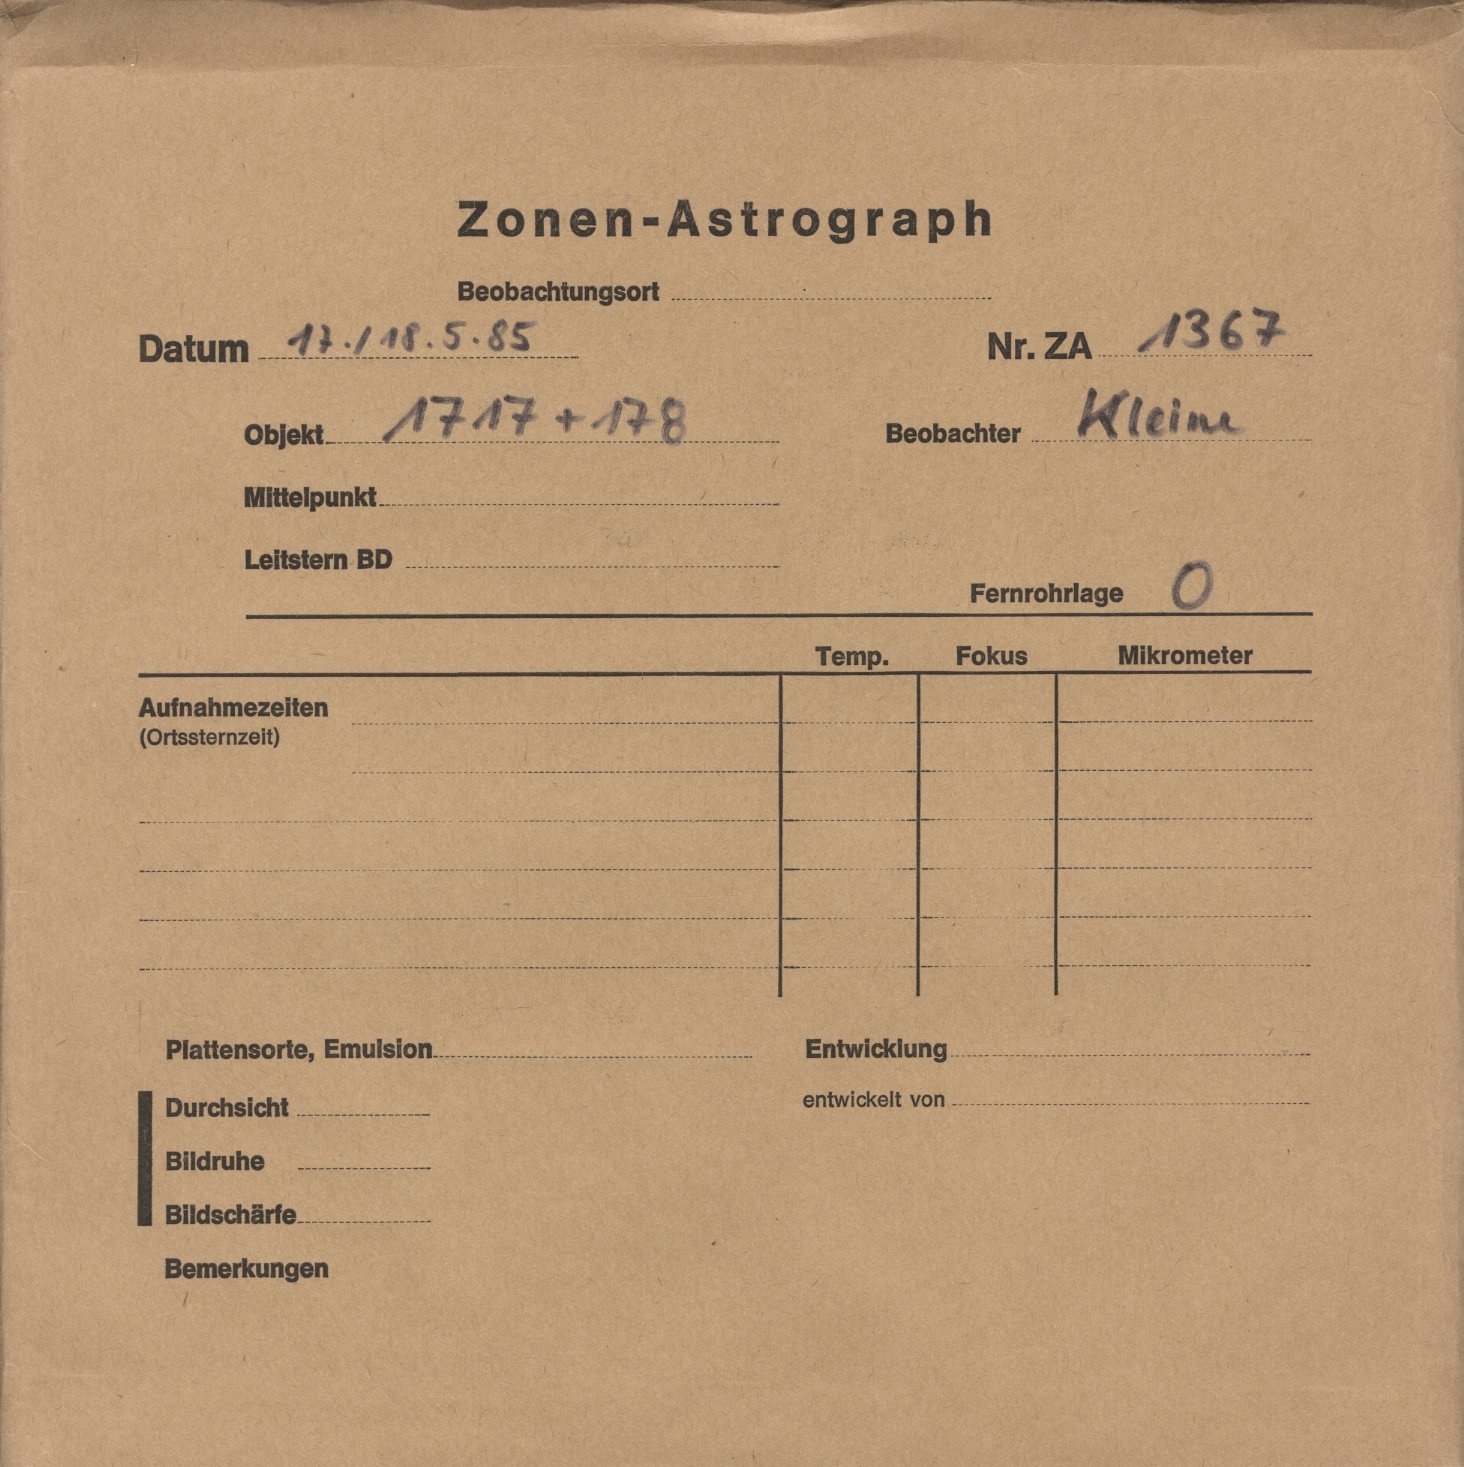 Zonen-Astrograph
Beobachtungsort
Datum 17./18.5.85
Nr. ZA 1367
Objekt 1717+178
Beobachter Kleine
Mittelpunkt
Leitstern BD
Fernrohrlage O
Temp. Fokus Mikrometer
Aufnahmezeiten
(Ortssternzeit)
Plattensorte, Emulsion
Entwicklung
Durchsicht
entwickelt von
Bildruhe
Bildschärfe
Bemerkungen